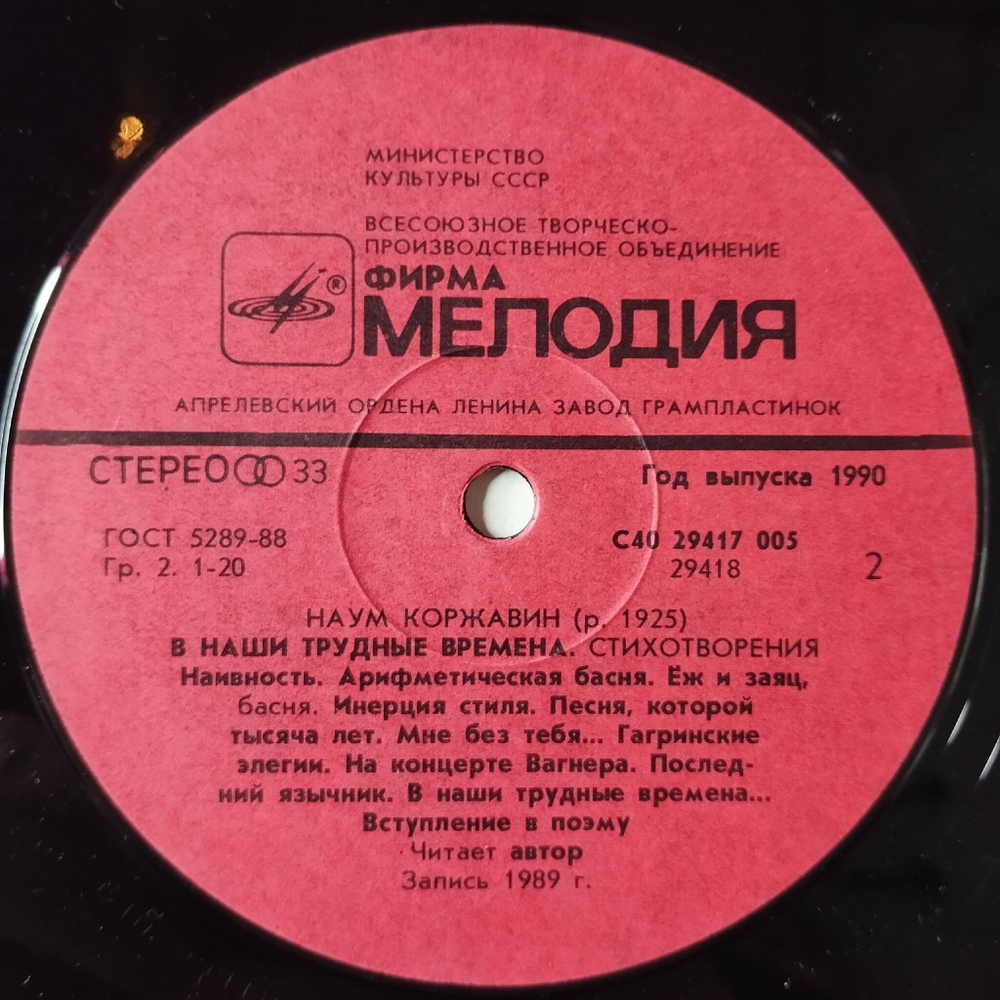 МИНИСТЕРСТВО
КУЛЬТУРЫ СССР
ВСЕСОЮЗНОЕ ТВОРЧЕСКО-
ПРОИЗВОДСТВЕННОЕ ОБЪЕДИНЕНИЕ
®
ФИРМА
МЕЛОДИЯ
АПРЕЛЕВСКИЙ ОРДЕНА ЛЕНИНА ЗАВОД ГРАМПЛАСТИНОК
СТЕРЕО 33
Год выпуска 1990
ГОСТ 5289-88
Гр. 2. 1-20
С40 29417 005
29418
2
НАУМ КОРЖАВИН (р. 1925)
В НАШИ ТРУДНЫЕ ВРЕМЕНА. СТИХОТВОРЕНИЯ
Наивность. Арифметическая басня. Ёж и заяц,
басня. Инерция стиля. Песня, которой
тысяча лет. Мне без тебя... Гагринские
элегии. На концерте Вагнера. Послед-
ний язычник. В наши трудные времена...
Вступление в поэму
Читает автор
Запись 1989 г.